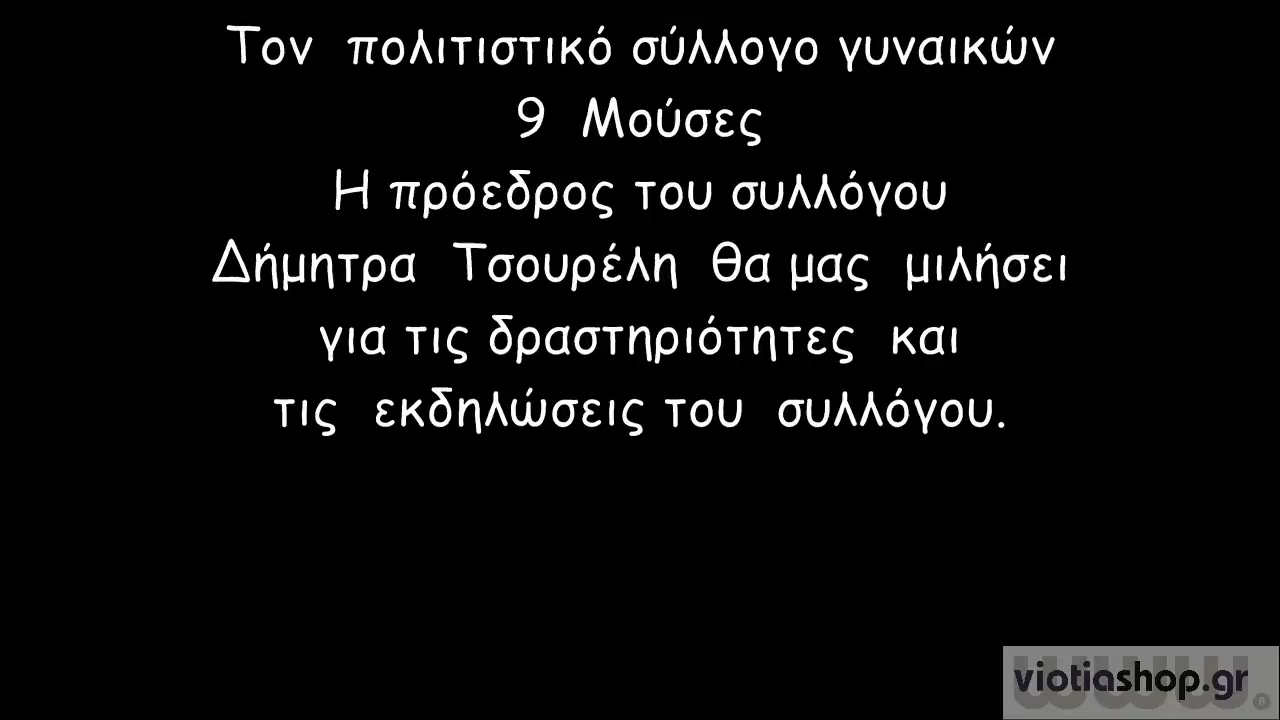 Τον πολιτιστικό σύλλογο γυναικών
9 Μούσες
Η πρόεδρος του συλλόγου
Δήμητρα Τσουρέλη θα μας μιλήσει
για τις δραστηριότητες και
τις εκδηλώσεις του συλλόγου.
www.
viotiashop.gr